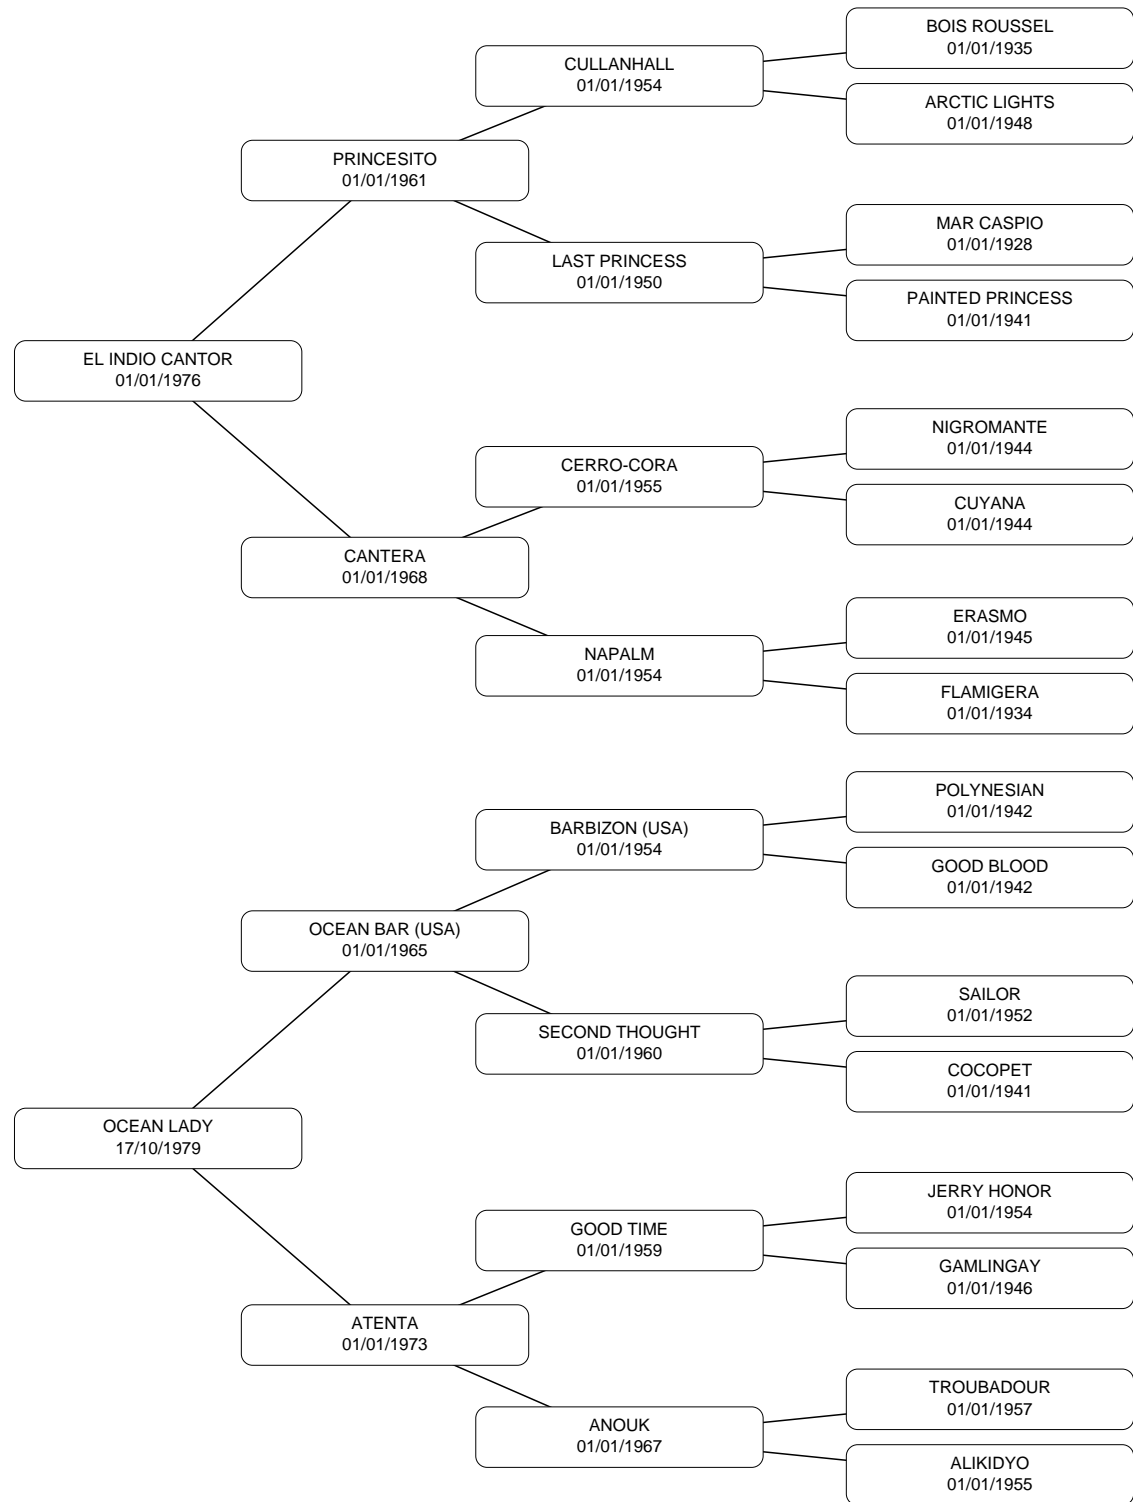 BOIS ROUSSEL
01/01/1935
CULLANHALL
01/01/1954
ARCTIC LIGHTS
01/01/1948
PRINCESITO
01/01/1961
MAR CASPIO
01/01/1928
LAST PRINCESS
01/01/1950
PAINTED PRINCESS
01/01/1941
EL INDIO CANTOR
01/01/1976
NIGROMANTE
01/01/1944
CERRO-CORA
01/01/1955
CUYANA
01/01/1944
CANTERA
01/01/1968
ERASMO
01/01/1945
NAPALM
01/01/1954
FLAMIGERA
01/01/1934
POLYNESIAN
01/01/1942
BARBIZON (USA)
01/01/1954
GOOD BLOOD
01/01/1942
OCEAN BAR (USA)
01/01/1965
SAILOR
01/01/1952
SECOND THOUGHT
01/01/1960
COCOPET
01/01/1941
OCEAN LADY
17/10/1979
JERRY HONOR
01/01/1954
GOOD TIME
01/01/1959
GAMLINGAY
01/01/1946
ATENTA
01/01/1973
TROUBADOUR
01/01/1957
ANOUK
01/01/1967
ALIKIDYO
01/01/1955